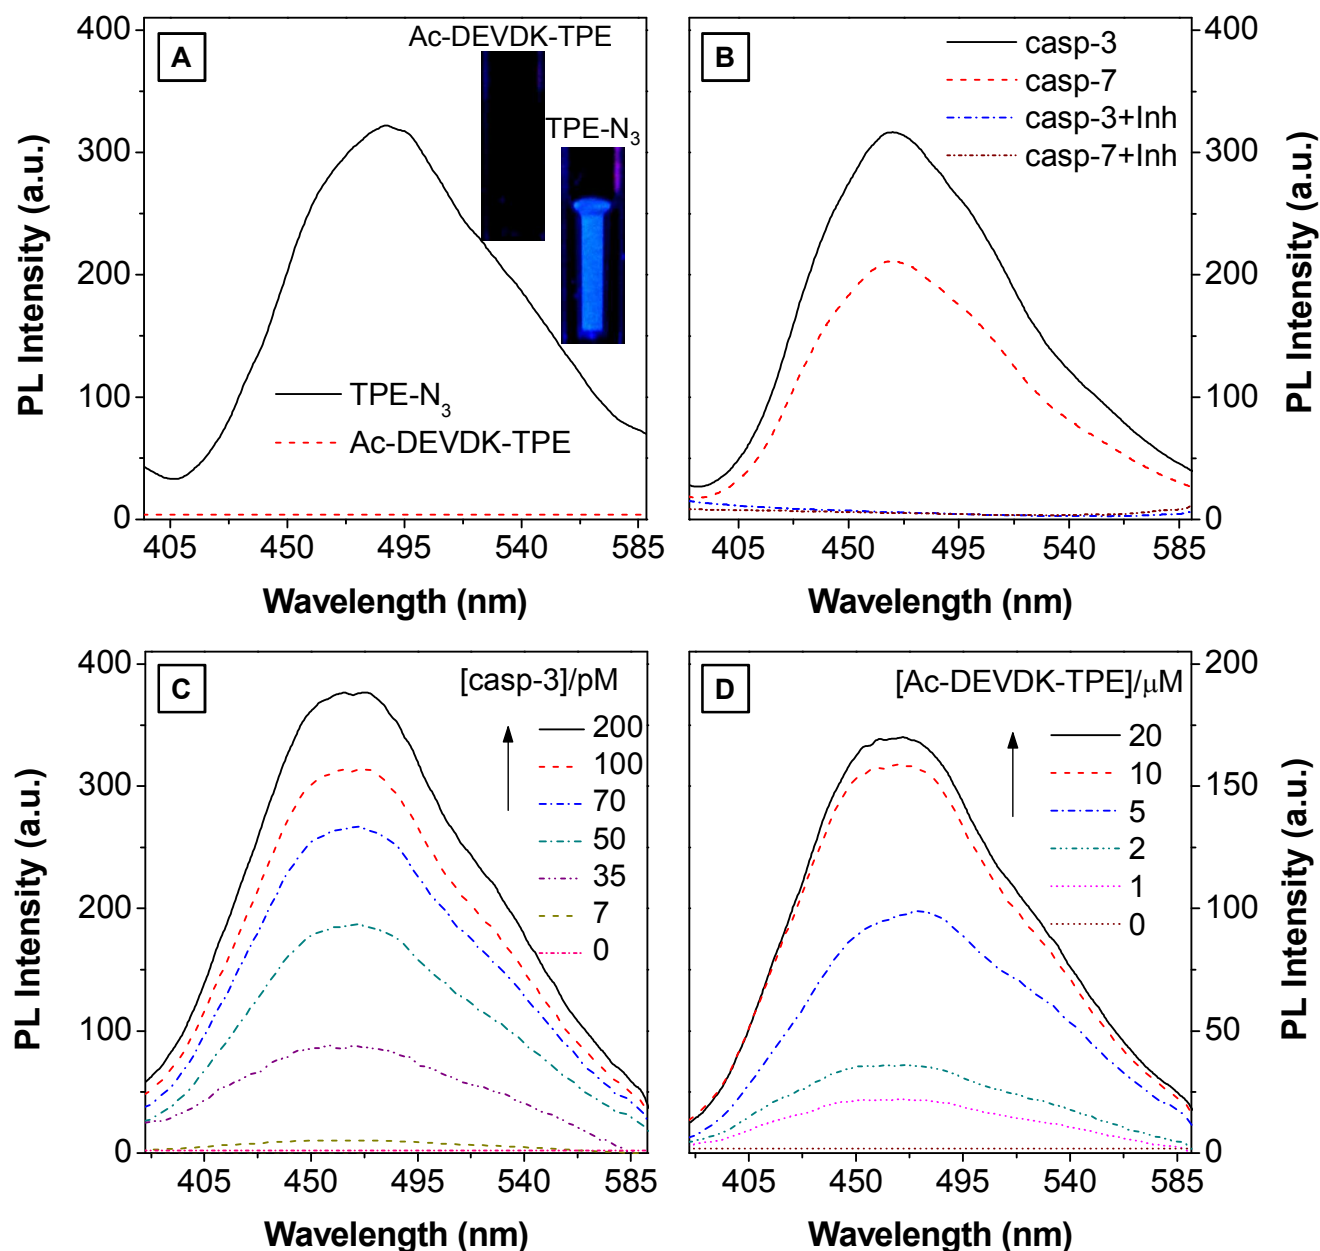 A
Ac-DEVDK-TPE
TPE-N₃
TPE-N₃
Ac-DEVDK-TPE
400
300
200
100
0
PL Intensity (a.u.)
405 450 495 540 585
Wavelength (nm)
B
casp-3
casp-7
casp-3+Inh
casp-7+Inh
400
300
200
100
0
PL Intensity (a.u.)
405 450 495 540 585
Wavelength (nm)
C
[casp-3]/pM
200
100
70
50
35
7
0
400
300
200
100
0
PL Intensity (a.u.)
405 450 495 540 585
Wavelength (nm)
D
[Ac-DEVDK-TPE]/μM
20
10
5
2
1
0
200
150
100
50
0
PL Intensity (a.u.)
405 450 495 540 585
Wavelength (nm)